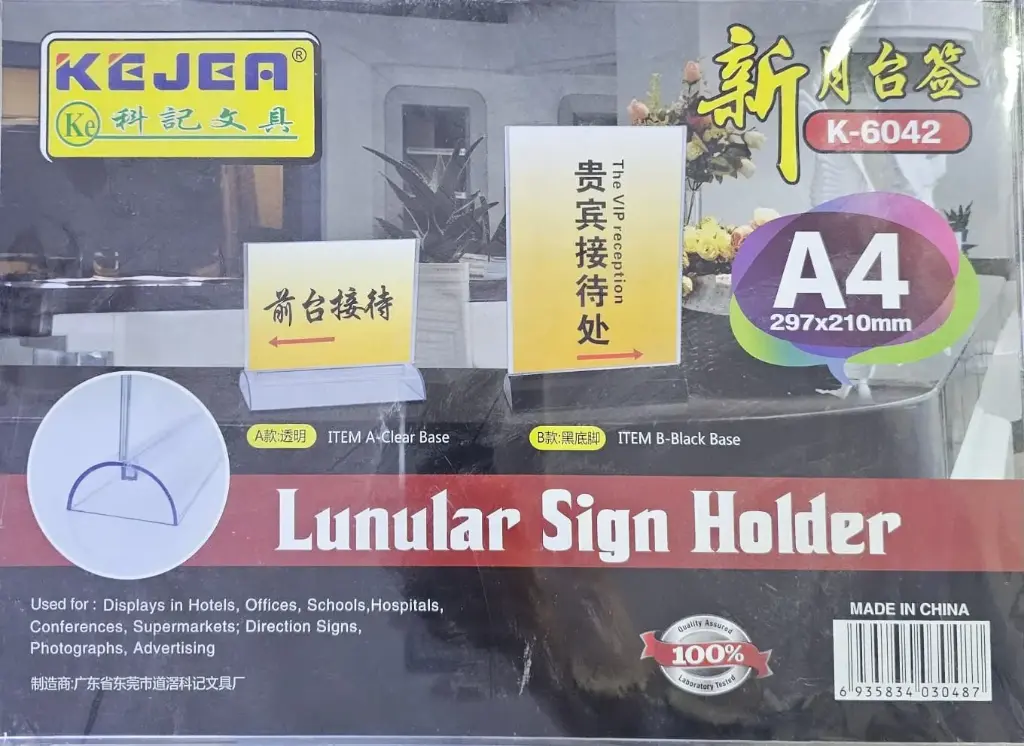 KEJEA®
Ke 科記文具
新月台签
K-6042
A4
297x210mm
前台接待
贵宾接待处
The VIP reception
A款:透明 ITEM A-Clear Base
B款:黑底脚 ITEM B-Black Base
Lunular Sign Holder
Used for : Displays in Hotels, Offices, Schools,Hospitals,
Conferences, Supermarkets; Direction Signs,
Photographs, Advertising
制造商:广东省东莞市道滘科记文具厂
Quality Assured
100%
Laboratory Tested
MADE IN CHINA
6 935834 030487